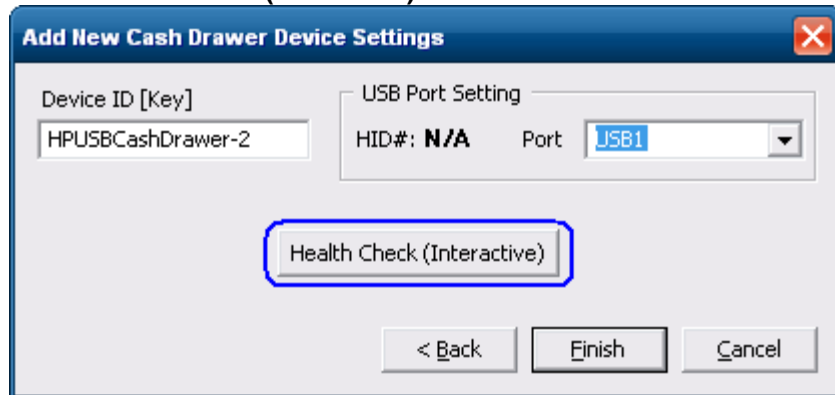 Add New Cash Drawer Device Settings
Device ID [Key]
USB Port Setting
HPUSBCashDrawer-2
HID#: N/A
Port
USB1
Health Check (Interactive)
< Back
Finish
Cancel